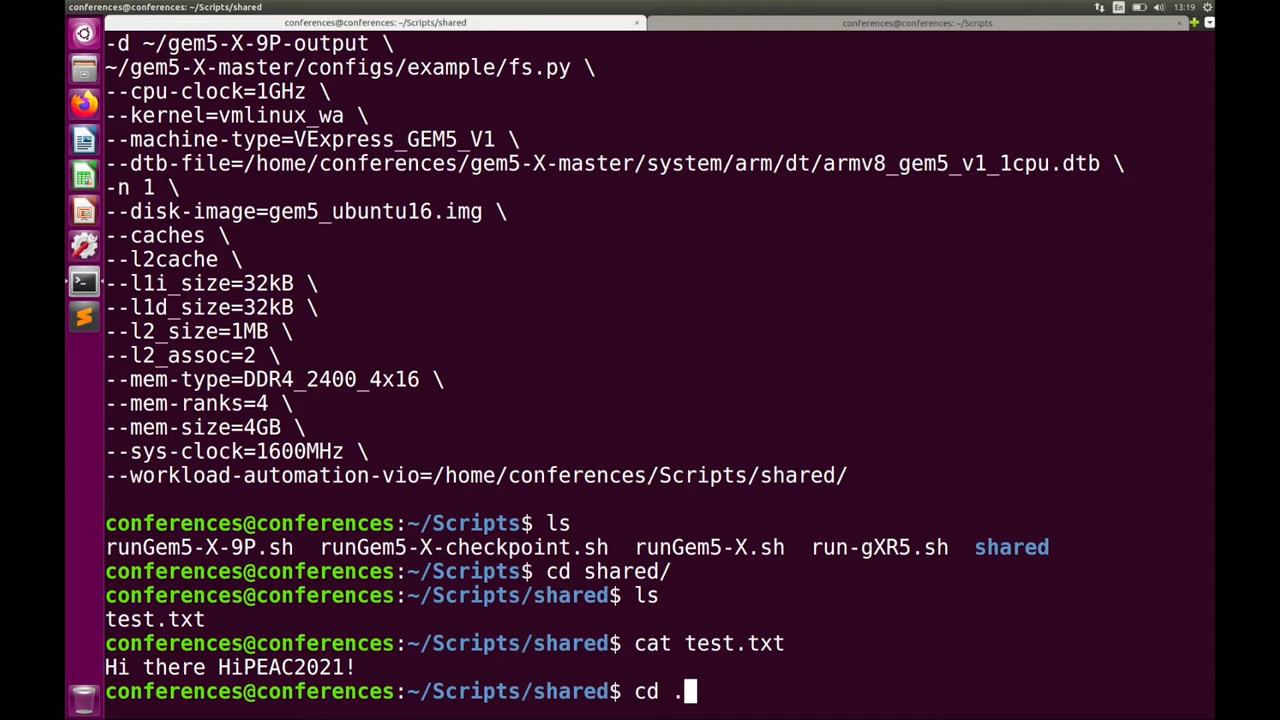 conferences@conferences: ~/Scripts/shared
En
13:19
conferences@conferences: ~/Scripts/shared ×
conferences@conferences: ~/Scripts ×
-d ~/gem5-X-9P-output \
~/gem5-X-master/configs/example/fs.py \
--cpu-clock=1GHz \
--kernel=vmlinux_wa \
--machine-type=VExpress_GEM5_V1 \
--dtb-file=/home/conferences/gem5-X-master/system/arm/dt/armv8_gem5_v1_1cpu.dtb \
-n 1 \
--disk-image=gem5_ubuntu16.img \
--caches \
--l2cache \
--l1i_size=32kB \
--l1d_size=32kB \
--l2_size=1MB \
--l2_assoc=2 \
--mem-type=DDR4_2400_4x16 \
--mem-ranks=4 \
--mem-size=4GB \
--sys-clock=1600MHz \
--workload-automation-vio=/home/conferences/Scripts/shared/
conferences@conferences:~/Scripts$ ls
runGem5-X-9P.sh runGem5-X-checkpoint.sh runGem5-X.sh run-gXR5.sh shared
conferences@conferences:~/Scripts$ cd shared/
conferences@conferences:~/Scripts/shared$ ls
test.txt
conferences@conferences:~/Scripts/shared$ cat test.txt
Hi there HiPEAC2021!
conferences@conferences:~/Scripts/shared$ cd .